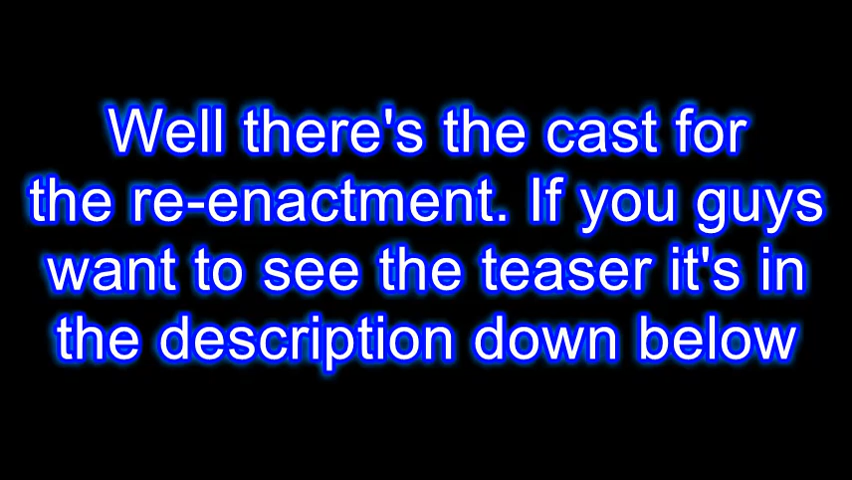 Well there's the cast for
the re-enactment. If you guys
want to see the teaser it's in
the description down below